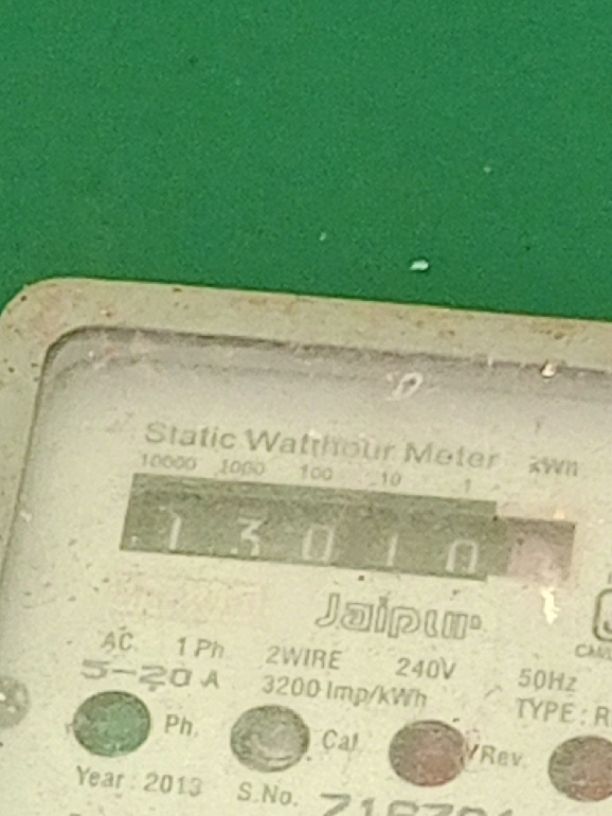 Static Watthour Meter kWh
10000 1000 100 10 1
13010
Jaipur
AC 1 Ph 2WIRE 240V 50Hz
5-20 A 3200 Imp/kWh TYPE : R
Ph. Cal Rev.
Year : 2013 S.No.